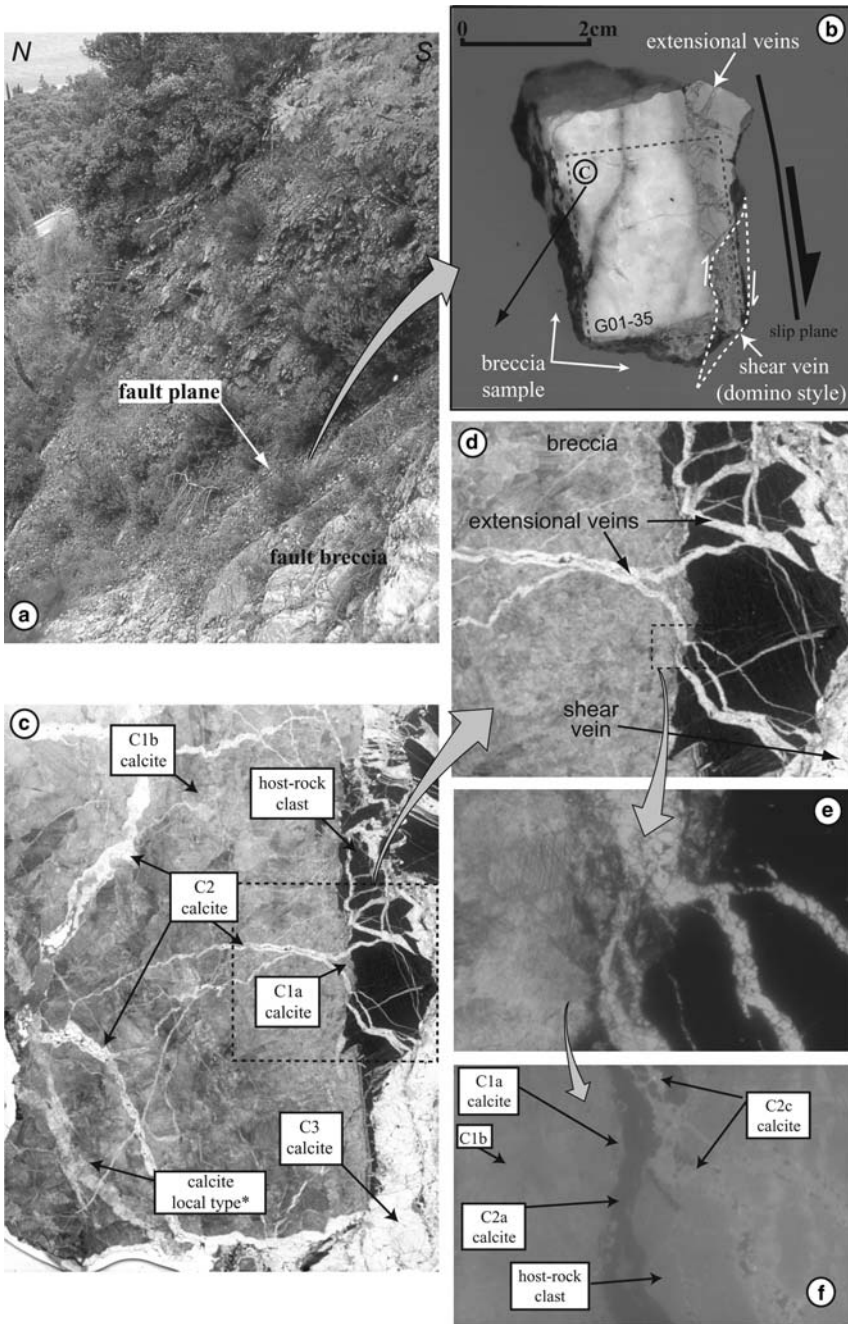 N
S
fault plane
fault breccia
a
0
2cm
b
extensional veins
C
G01-35
slip plane
breccia
sample
shear vein
(domino style)
c
C1b
calcite
host-rock
clast
C2
calcite
C1a
calcite
C3
calcite
calcite
local type*
d
breccia
extensional veins
shear
vein
e
C1a
calcite
C2c
calcite
C1b
C2a
calcite
host-rock
clast
f